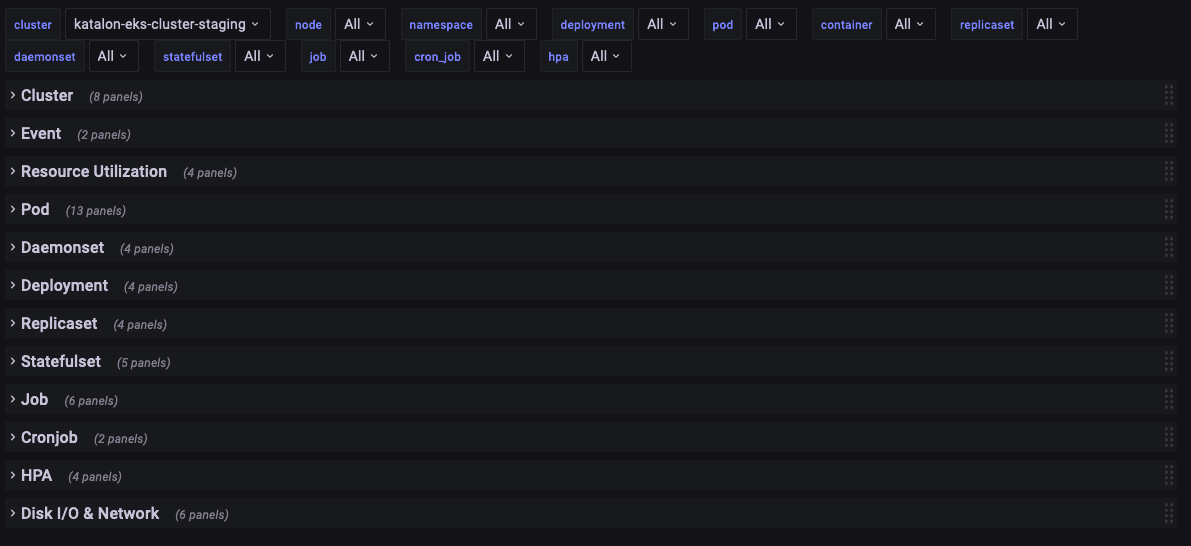 cluster katalon-eks-cluster-staging node All namespace All deployment All pod All container All replicaset All
daemonset All statefulset All job All cron_job All hpa All
Cluster (8 panels)
Event (2 panels)
Resource Utilization (4 panels)
Pod (13 panels)
Daemonset (4 panels)
Deployment (4 panels)
Replicaset (4 panels)
Statefulset (5 panels)
Job (6 panels)
Cronjob (2 panels)
HPA (4 panels)
Disk I/O & Network (6 panels)